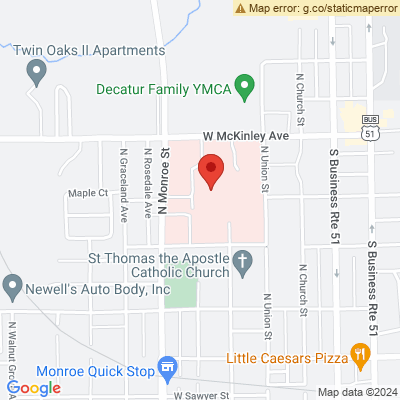 Map error: g.co/staticmaperror
Twin Oaks II Apartments
Decatur Family YMCA
N Church St
W McKinley Ave
BUS
51
N Graceland Ave
N Rosedale Ave
N Monroe St
N Union St
S Business Rte 51
Maple Ct
St Thomas the Apostle
Catholic Church
S Business Rte 51
Newell's Auto Body, Inc
N Church St
N Union St
N Walnut Gro
Little Caesars Pizza
Monroe Quick Stop
Google
W Sawyer St
Map data ©2024